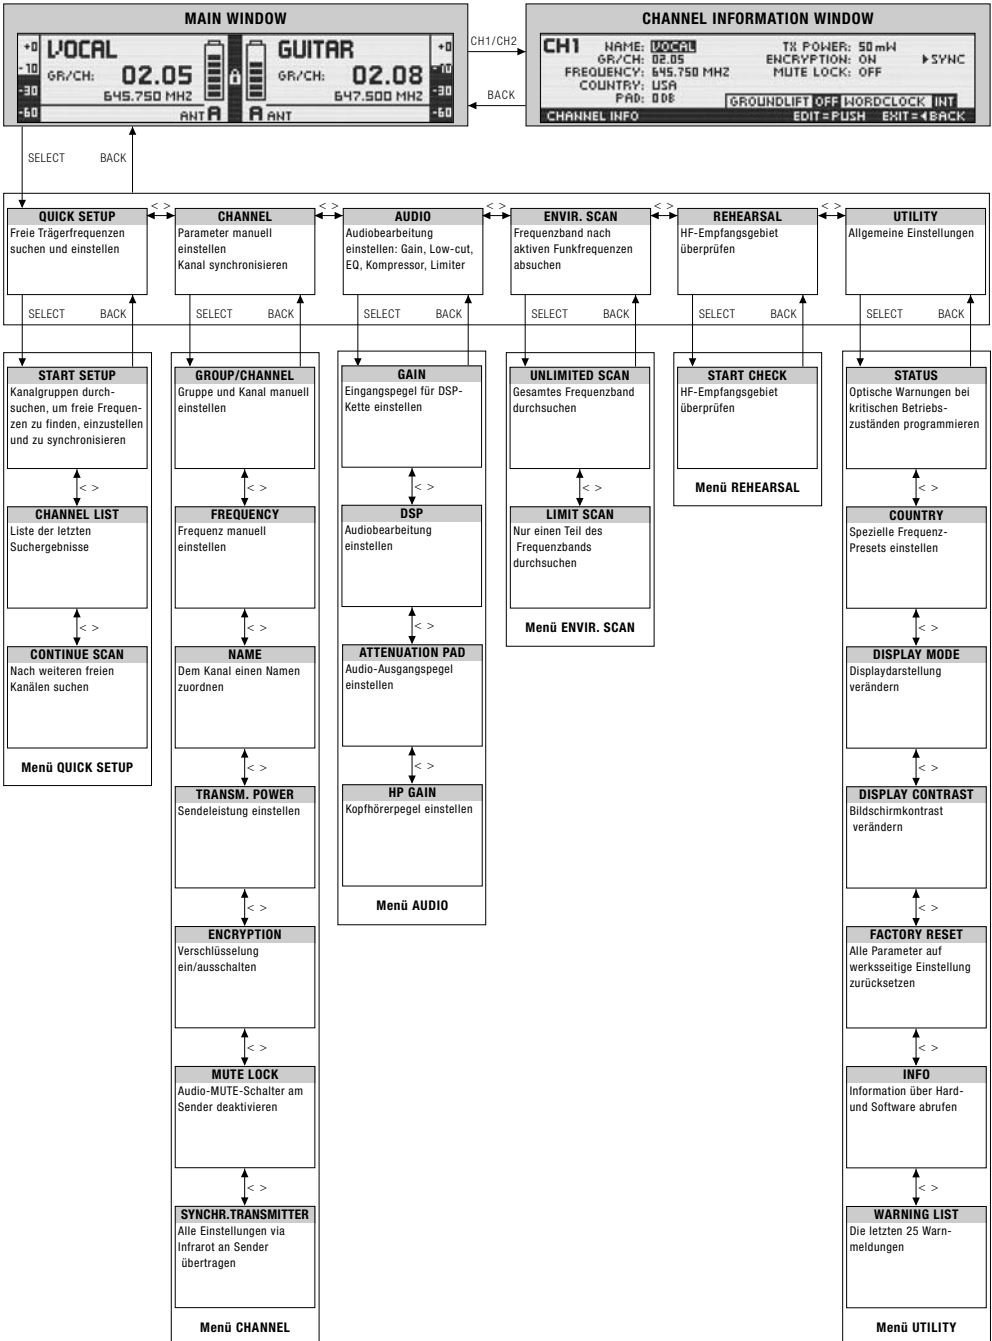 MAIN WINDOW
+0 VOCAL
-10 GR/CH: 02.05
-30 645.750 MHZ
-60 ANT A
GUITAR +0
GR/CH: 02.08 -10
647.500 MHZ -30
A ANT -60
CH1/CH2
BACK
CHANNEL INFORMATION WINDOW
CH1 NAME: VOCAL TX POWER: 50 mW
GR/CH: 02.05 ENCRYPTION: ON ▶SYNC
FREQUENCY: 645.750 MHZ MUTE LOCK: OFF
COUNTRY: USA
PAD: 0 DB GROUNDLIFT OFF WORDCLOCK INT
CHANNEL INFO EDIT=PUSH EXIT=◀BACK
SELECT BACK
QUICK SETUP
Freie Trägerfrequenzen
suchen und einstellen
< >
CHANNEL
Parameter manuell
einstellen
Kanal synchronisieren
< >
AUDIO
Audiobearbeitung
einstellen: Gain, Low-cut,
EQ, Kompressor, Limiter
< >
ENVIR. SCAN
Frequenzband nach
aktiven Funkfrequenzen
absuchen
< >
REHEARSAL
HF-Empfangsgebiet
überprüfen
< >
UTILITY
Allgemeine Einstellungen
SELECT BACK
SELECT BACK
SELECT BACK
SELECT BACK
SELECT BACK
SELECT BACK
START SETUP
Kanalgruppen durch-
suchen, um freie Frequen-
zen zu finden, einzustellen
und zu synchronisieren
< >
CHANNEL LIST
Liste der letzten
Suchergebnisse
< >
CONTINUE SCAN
Nach weiteren freien
Kanälen suchen
Menü QUICK SETUP
GROUP/CHANNEL
Gruppe und Kanal manuell
einstellen
< >
FREQUENCY
Frequenz manuell
einstellen
< >
NAME
Dem Kanal einen Namen
zuordnen
< >
TRANSM. POWER
Sendeleistung einstellen
< >
ENCRYPTION
Verschlüsselung
ein/ausschalten
< >
MUTE LOCK
Audio-MUTE-Schalter am
Sender deaktivieren
< >
SYNCHR.TRANSMITTER
Alle Einstellungen via
Infrarot an Sender
übertragen
Menü CHANNEL
GAIN
Eingangspegel für DSP-
Kette einstellen
< >
DSP
Audiobearbeitung
einstellen
< >
ATTENUATION PAD
Audio-Ausgangspegel
einstellen
< >
HP GAIN
Kopfhörerpegel einstellen
Menü AUDIO
UNLIMITED SCAN
Gesamtes Frequenzband
durchsuchen
< >
LIMIT SCAN
Nur einen Teil des
Frequenzbands
durchsuchen
Menü ENVIR. SCAN
START CHECK
HF-Empfangsgebiet
überprüfen
Menü REHEARSAL
STATUS
Optische Warnungen bei
kritischen Betriebs-
zuständen programmieren
< >
COUNTRY
Spezielle Frequenz-
Presets einstellen
< >
DISPLAY MODE
Displaydarstellung
verändern
< >
DISPLAY CONTRAST
Bildschirmkontrast
verändern
< >
FACTORY RESET
Alle Parameter auf
werksseitige Einstellung
zurücksetzen
< >
INFO
Information über Hard-
und Software abrufen
< >
WARNING LIST
Die letzten 25 Warn-
meldungen
Menü UTILITY